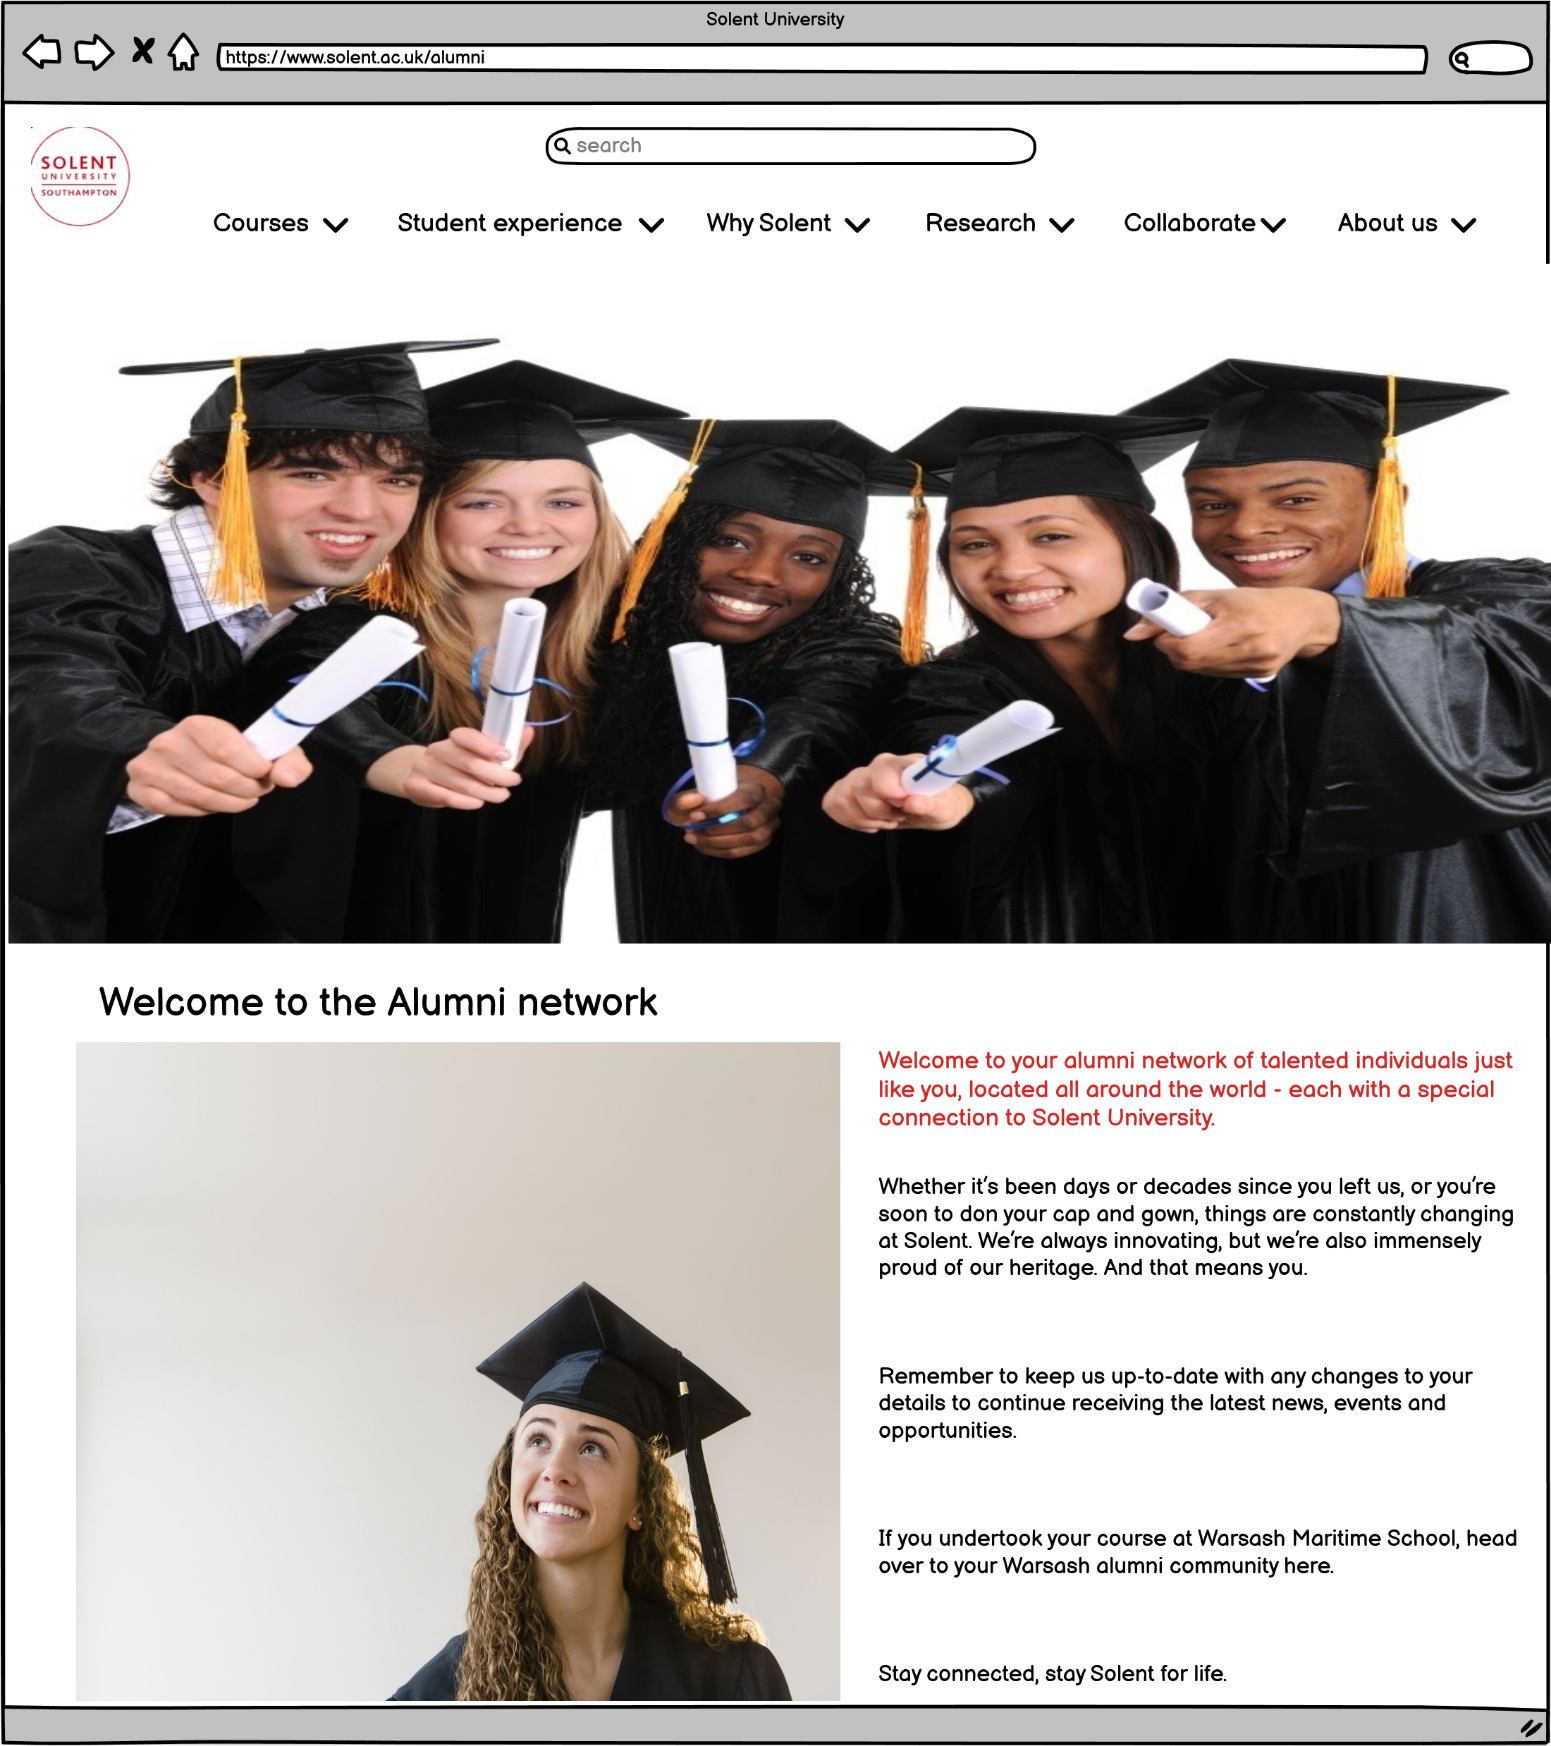 Solent University
https://www.solent.ac.uk/alumni
SOLENT
UNIVERSITY
SOUTHAMPTON
search
Courses Student experience Why Solent Research Collaborate About us
Welcome to the Alumni network
Welcome to your alumni network of talented individuals just
like you, located all around the world - each with a special
connection to Solent University.
Whether it's been days or decades since you left us, or you're
soon to don your cap and gown, things are constantly changing
at Solent. We're always innovating, but we're also immensely
proud of our heritage. And that means you.
Remember to keep us up-to-date with any changes to your
details to continue receiving the latest news, events and
opportunities.
If you undertook your course at Warsash Maritime School, head
over to your Warsash alumni community here.
Stay connected, stay Solent for life.